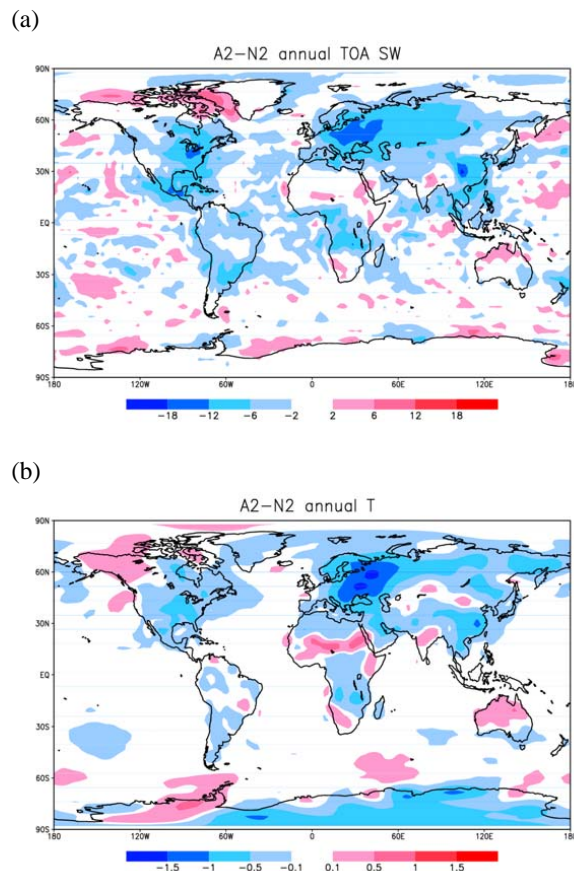 (a)
A2-N2 annual TOA SW
90N
60N
30N
EQ
30S
60S
90S
180 120W 60W 0 60E 120E 180
-18 -12 -6 -2 2 6 12 18
(b)
A2-N2 annual T
90N
60N
30N
EQ
30S
60S
90S
180 120W 60W 0 60E 120E 180
-1.5 -1 -0.5 -0.1 0.1 0.5 1 1.5